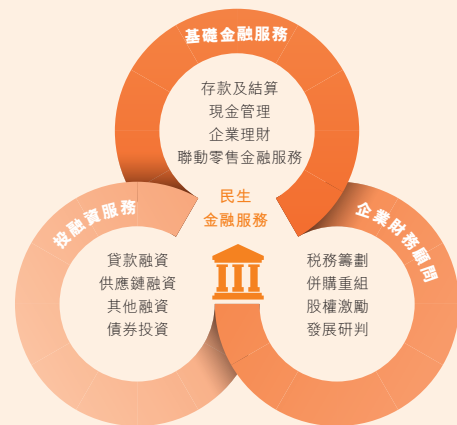 基礎金融服務
存款及結算
現金管理
企業理財
聯動零售金融服務
民生
金融服務
投融資服務
貸款融資
供應鏈融資
其他融資
債券投資
企業財務顧問
税務籌劃
併購重組
股權激勵
發展研判